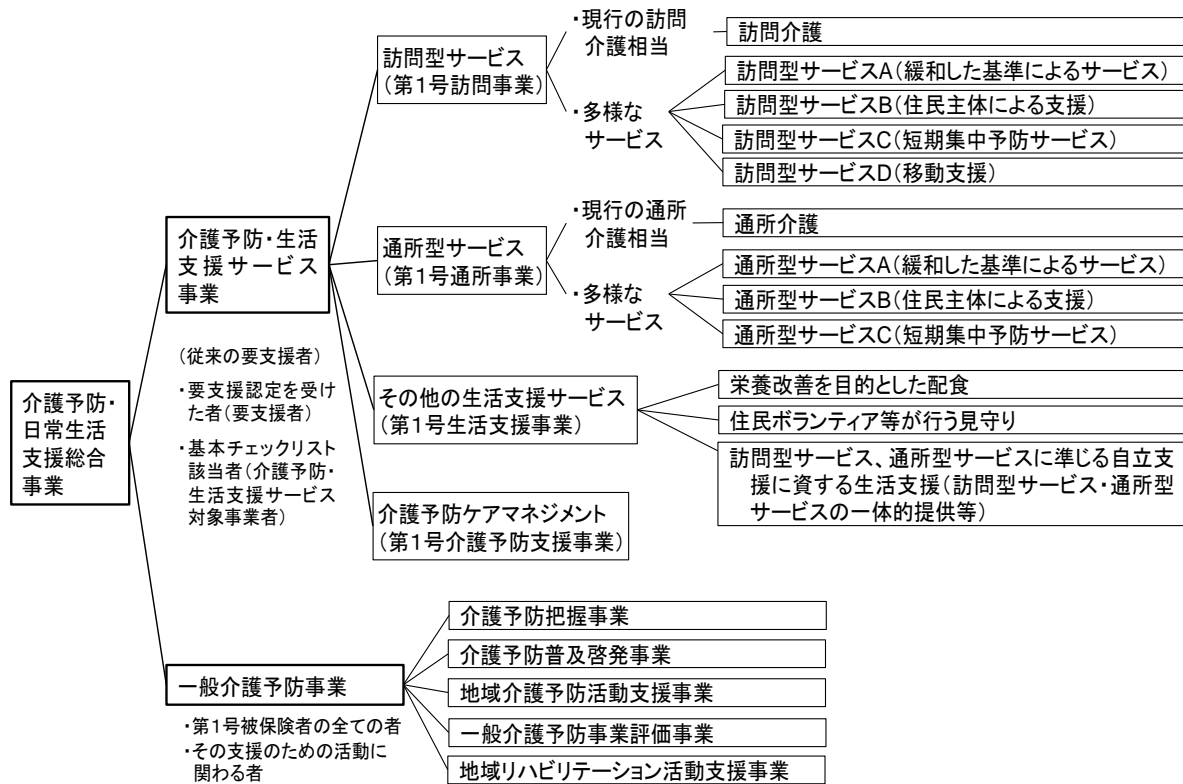 介護予防・
日常生活
支援総合
事業
介護予防・生活
支援サービス
事業
(従来の要支援者)
・要支援認定を受け
た者(要支援者)
・基本チェックリスト
該当者(介護予防・
生活支援サービス
対象事業者)
訪問型サービス
(第1号訪問事業)
・現行の訪問
介護相当
訪問介護
・多様な
サービス
訪問型サービスA(緩和した基準によるサービス)
訪問型サービスB(住民主体による支援)
訪問型サービスC(短期集中予防サービス)
訪問型サービスD(移動支援)
通所型サービス
(第1号通所事業)
・現行の通所
介護相当
通所介護
・多様な
サービス
通所型サービスA(緩和した基準によるサービス)
通所型サービスB(住民主体による支援)
通所型サービスC(短期集中予防サービス)
その他の生活支援サービス
(第1号生活支援事業)
栄養改善を目的とした配食
住民ボランティア等が行う見守り
訪問型サービス、通所型サービスに準じる自立支
援に資する生活支援(訪問型サービス・通所型
サービスの一体的提供等)
介護予防ケアマネジメント
(第1号介護予防支援事業)
一般介護予防事業
・第1号被保険者の全ての者
・その支援のための活動に
関わる者
介護予防把握事業
介護予防普及啓発事業
地域介護予防活動支援事業
一般介護予防事業評価事業
地域リハビリテーション活動支援事業